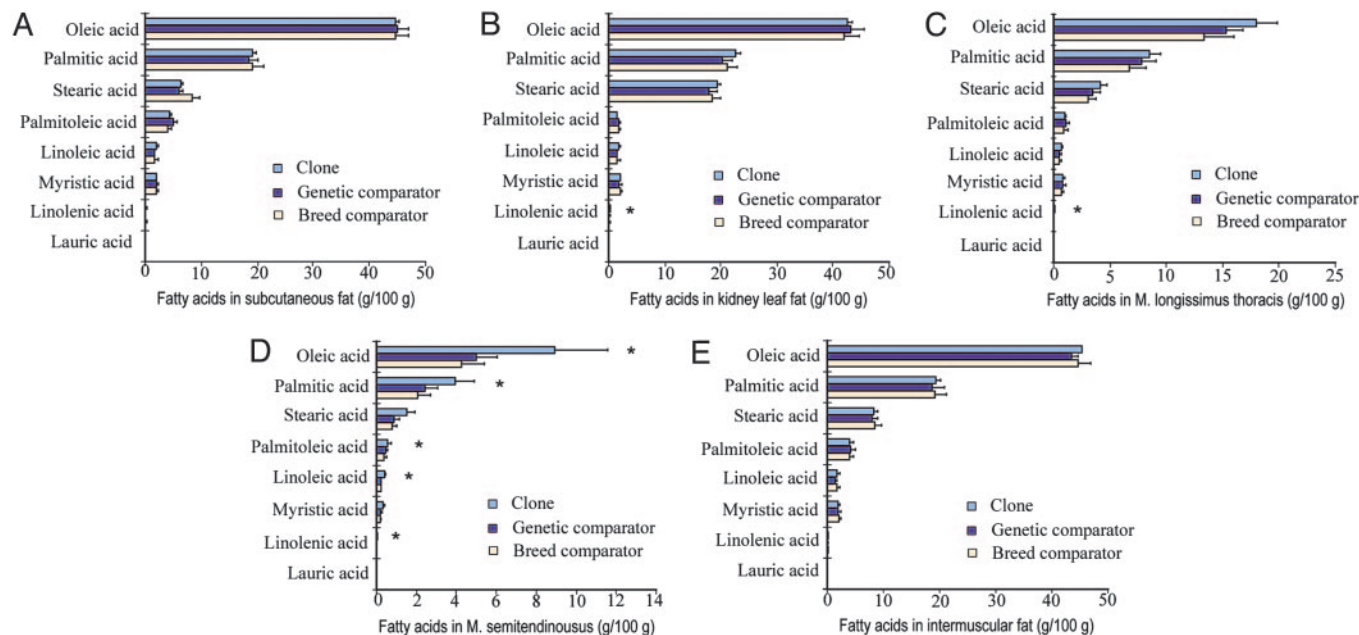 A
Oleic acid
Palmitic acid
Stearic acid
Palmitoleic acid
Linoleic acid
Myristic acid
Linolenic acid
Lauric acid
Clone
Genetic comparator
Breed comparator
0 10 20 30 40 50
Fatty acids in subcutaneous fat (g/100 g)
B
Oleic acid
Palmitic acid
Stearic acid
Palmitoleic acid
Linoleic acid
Myristic acid
Linolenic acid
*
Lauric acid
Clone
Genetic comparator
Breed comparator
0 10 20 30 40 50
Fatty acids in kidney leaf fat (g/100 g)
C
Oleic acid
Palmitic acid
Stearic acid
Palmitoleic acid
Linoleic acid
Myristic acid
Linolenic acid
*
Lauric acid
Clone
Genetic comparator
Breed comparator
0 5 10 15 20 25
Fatty acids in M. longissimus thoracis (g/100 g)
D
Oleic acid
*
Palmitic acid
*
Stearic acid
Palmitoleic acid
*
Linoleic acid
*
Myristic acid
Linolenic acid
*
Lauric acid
Clone
Genetic comparator
Breed comparator
0 2 4 6 8 10 12 14
Fatty acids in M. semitendinousus (g/100 g)
E
Oleic acid
Palmitic acid
Stearic acid
Palmitoleic acid
Linoleic acid
Myristic acid
Linolenic acid
Lauric acid
Clone
Genetic comparator
Breed comparator
0 10 20 30 40 50
Fatty acids in intermuscular fat (g/100 g)